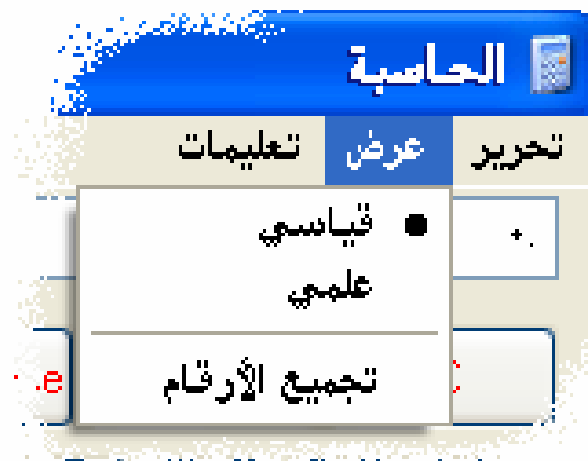 الحاسبة
تحرير عرض تعليمات
قياسي
علمي
تجميع الأرقام